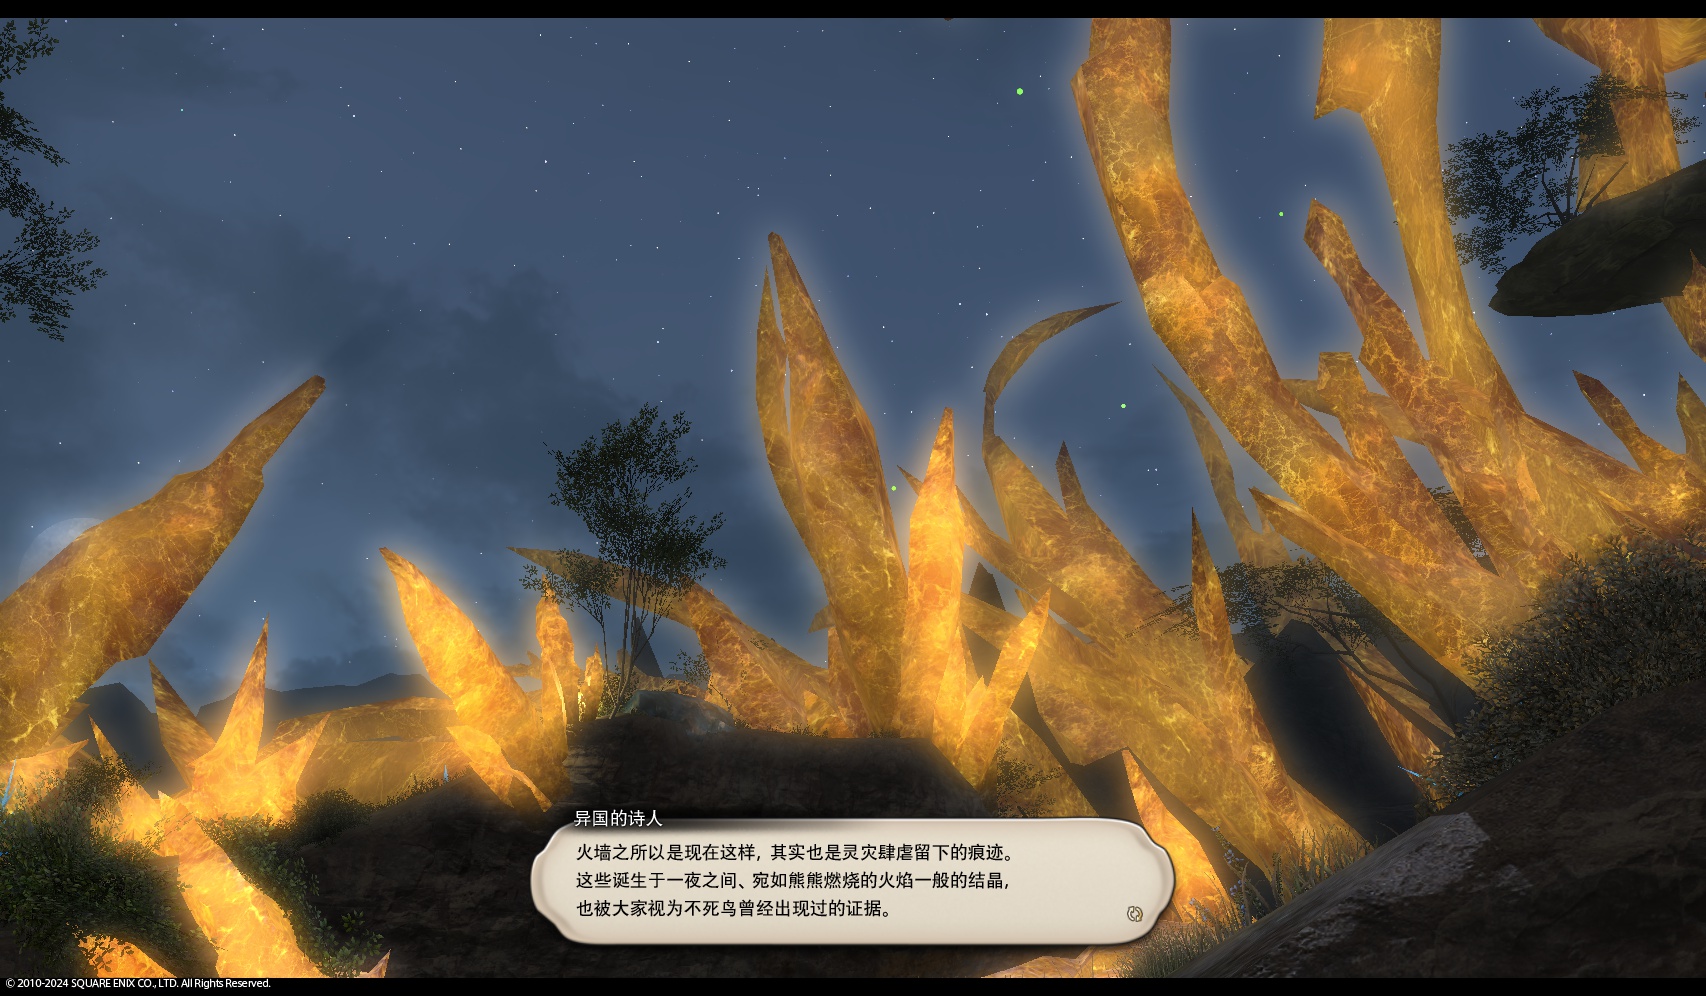 异国的诗人
火墙之所以是现在这样，其实也是灵灾肆虐留下的痕迹。
这些诞生于一夜之间、宛如熊熊燃烧的火焰一般的结晶，
也被大家视为不死鸟曾经出现过的证据。
© 2010-2024 SQUARE ENIX CO., LTD. All Rights Reserved.